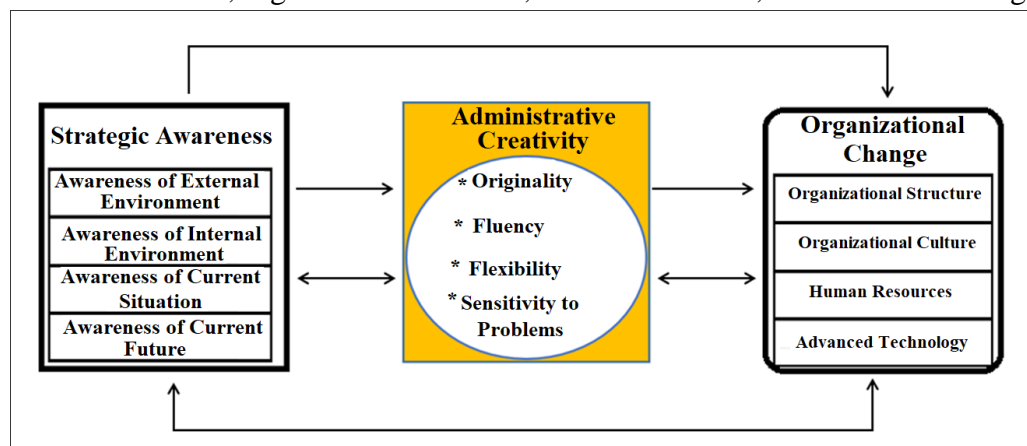 Strategic Awareness
Awareness of External
Environment
Awareness of Internal
Environment
Awareness of Current
Situation
Awareness of Current
Future
Administrative
Creativity
* Originality
* Fluency
* Flexibility
* Sensitivity to
Problems
Organizational
Change
Organizational Structure
Organizational Culture
Human Resources
Advanced Technology